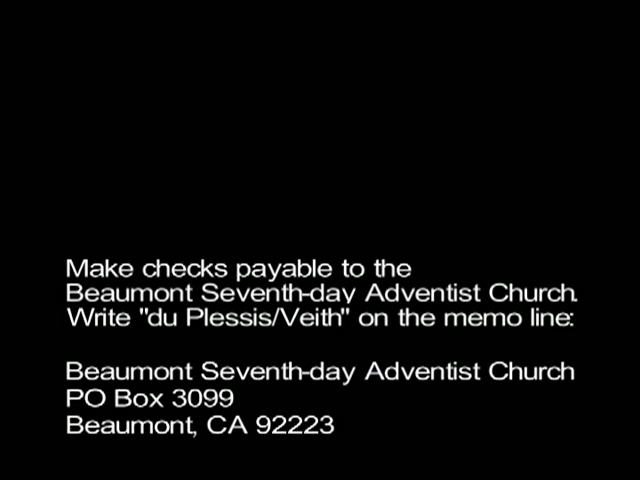 Make checks payable to the
Beaumont Seventh-day Adventist Church.
Write "du Plessis/Veith" on the memo line:
Beaumont Seventh-day Adventist Church
PO Box 3099
Beaumont, CA 92223